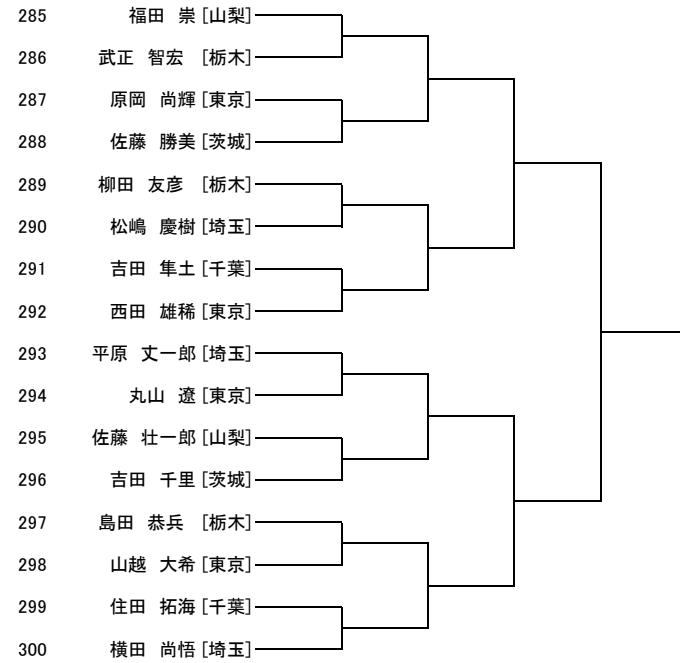 285 福田 崇 [山梨]
286 武正 智宏 [栃木]
287 原岡 尚輝 [東京]
288 佐藤 勝美 [茨城]
289 柳田 友彦 [栃木]
290 松嶋 慶樹 [埼玉]
291 吉田 隼土 [千葉]
292 西田 雄稀 [東京]
293 平原 丈一郎 [埼玉]
294 丸山 遼 [東京]
295 佐藤 壮一郎 [山梨]
296 吉田 千里 [茨城]
297 島田 恭兵 [栃木]
298 山越 大希 [東京]
299 住田 拓海 [千葉]
300 横田 尚悟 [埼玉]